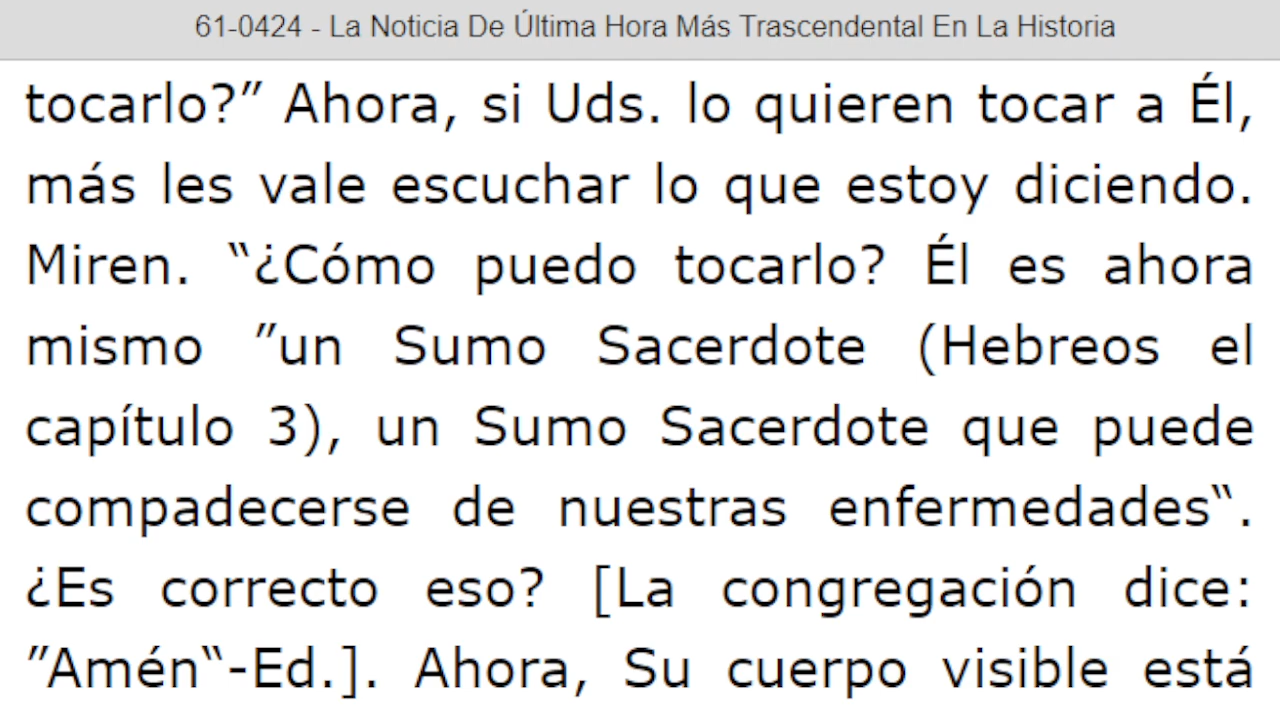 61-0424 - La Noticia De Última Hora Más Trascendental En La Historia
tocarlo?” Ahora, si Uds. lo quieren tocar a Él,
más les vale escuchar lo que estoy diciendo.
Miren. “¿Cómo puedo tocarlo? Él es ahora
mismo ”un Sumo Sacerdote (Hebreos el
capítulo 3), un Sumo Sacerdote que puede
compadecerse de nuestras enfermedades“.
¿Es correcto eso? [La congregación dice:
”Amén“-Ed.]. Ahora, Su cuerpo visible está